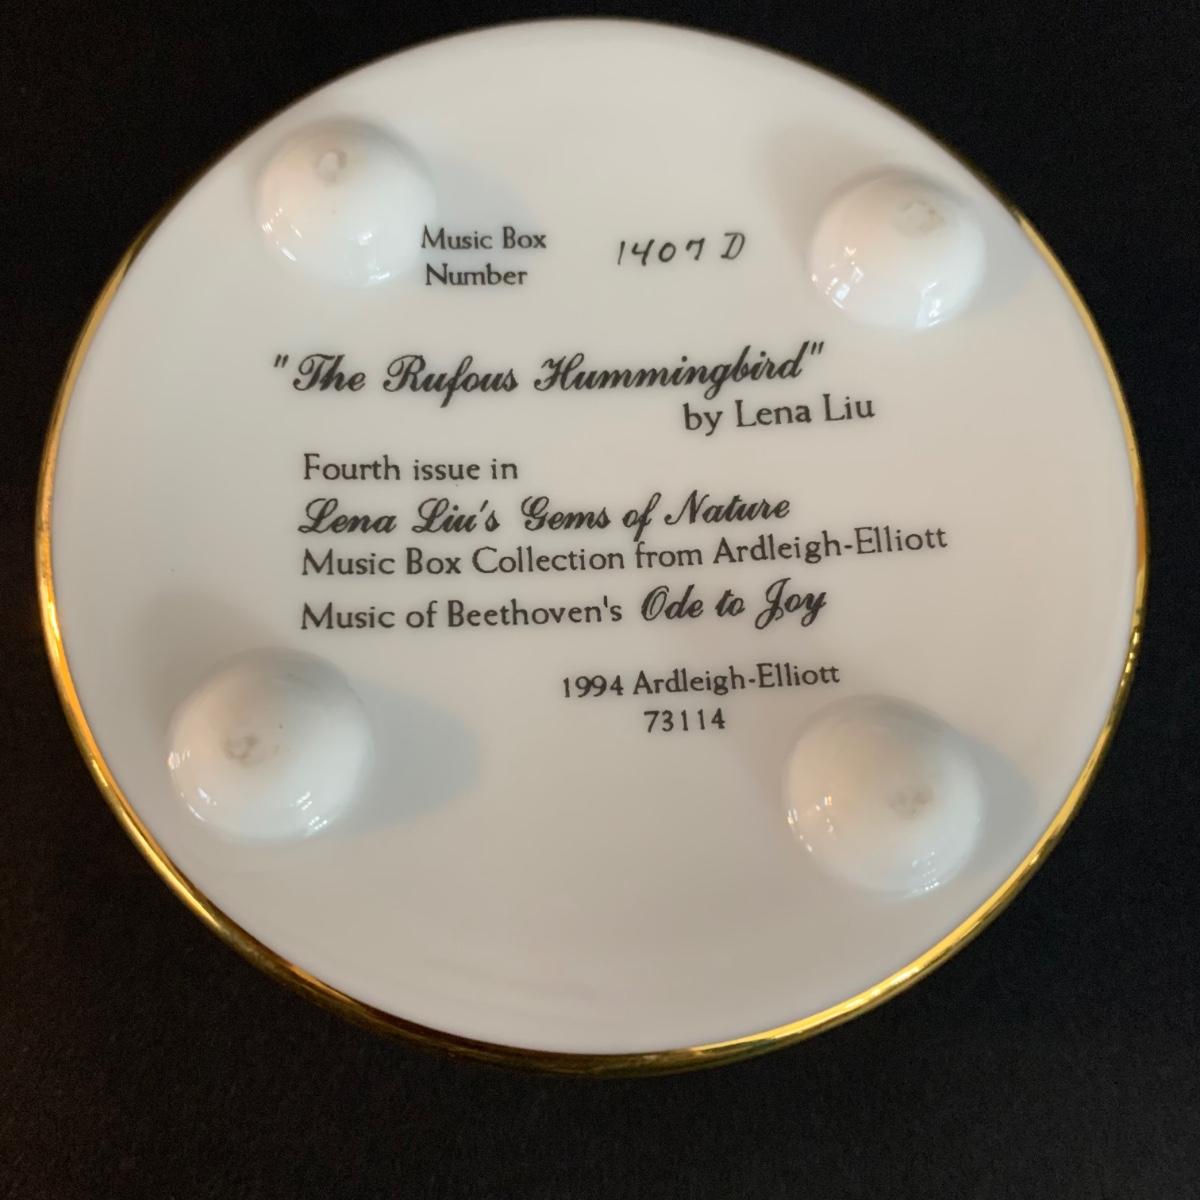 Music Box 1407 D
Number
"The Rufous Hummingbird"
by Lena Liu
Fourth issue in
Lena Liu's Gems of Nature
Music Box Collection from Ardleigh-Elliott
Music of Beethoven's Ode to Joy
1994 Ardleigh-Elliott
73114